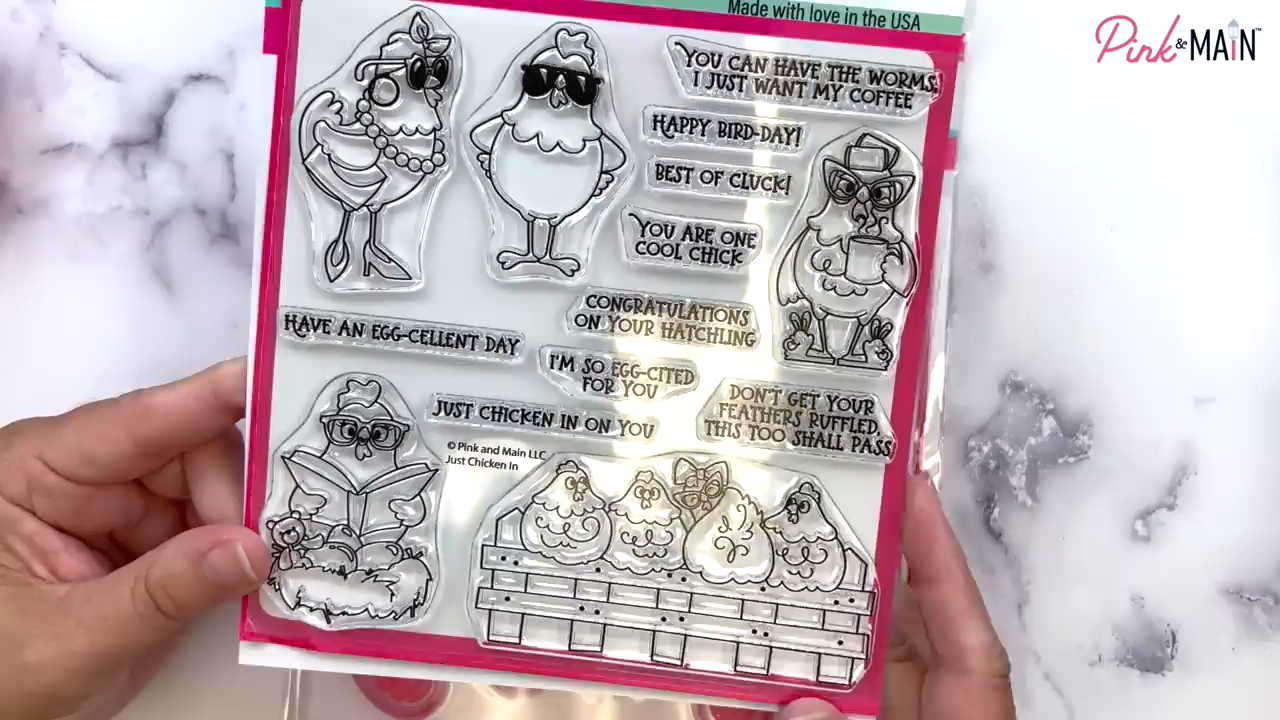 Made with love in the USA
Pink & MAIN™
YOU CAN HAVE THE WORMS,
I JUST WANT MY COFFEE
HAPPY BIRD-DAY!
BEST OF CLUCK!
YOU ARE ONE
COOL CHICK
CONGRATULATIONS
ON YOUR HATCHLING
HAVE AN EGG-CELLENT DAY
I'M SO EGG-CITED
FOR YOU
DON'T GET YOUR
FEATHERS RUFFLED,
THIS TOO SHALL PASS
JUST CHICKEN IN ON YOU
© Pink and Main LLC
Just Chicken In